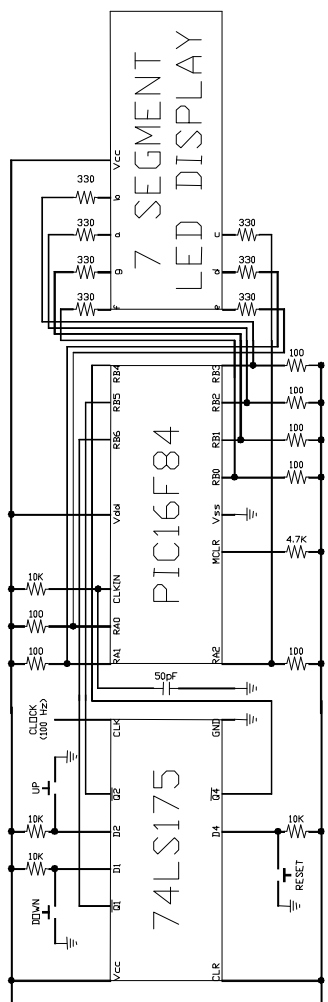 7 SEGMENT
LED DISPLAY
Vcc
330
b
330
a
330
g
330
f
330
c
330
d
330
e
PIC16F84
RB4
RB5
RB6
Vdd
CLKIN
RA0
RA1
RB3
RB2
RB1
RB0
Vss
MCLR
RA2
100
100
100
100
4.7K
10K
100
100
100
50pF
74LS175
CLOCK
(100 Hz)
CLK
GND
UP
Q2
Q4
10K
D2
D4
10K
10K
D1
RESET
DOWN
Q1
Vcc
CLR